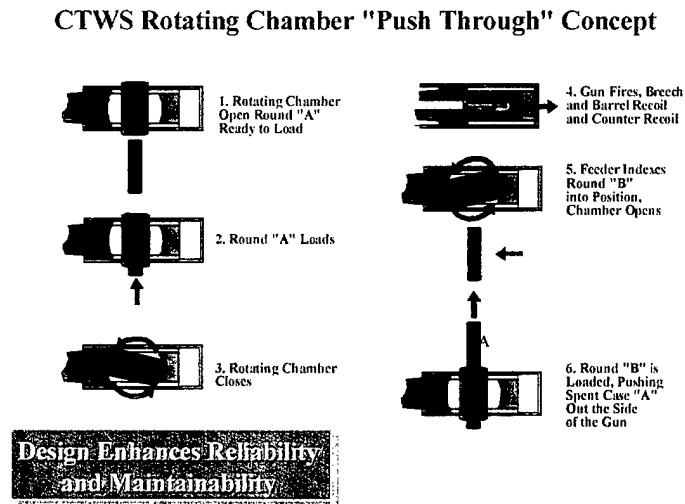 CTWS Rotating Chamber "Push Through" Concept
1. Rotating Chamber
Open Round "A"
Ready to Load
2. Round "A" Loads
3. Rotating Chamber
Closes
4. Gun Fires, Breech
and Barrel Recoil
and Counter Recoil
5. Feeder Indexes
Round "B"
into Position,
Chamber Opens
A
6. Round "B" is
Loaded, Pushing
Spent Case "A"
Out the Side
of the Gun
Design Enhances Reliability
and Maintainability